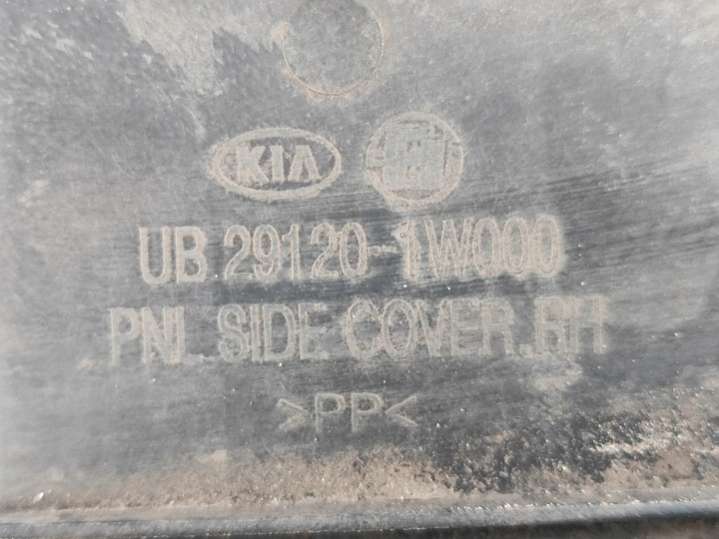 KIA
UB 29120-1W000
PNL SIDE COVER,RH
>PP<